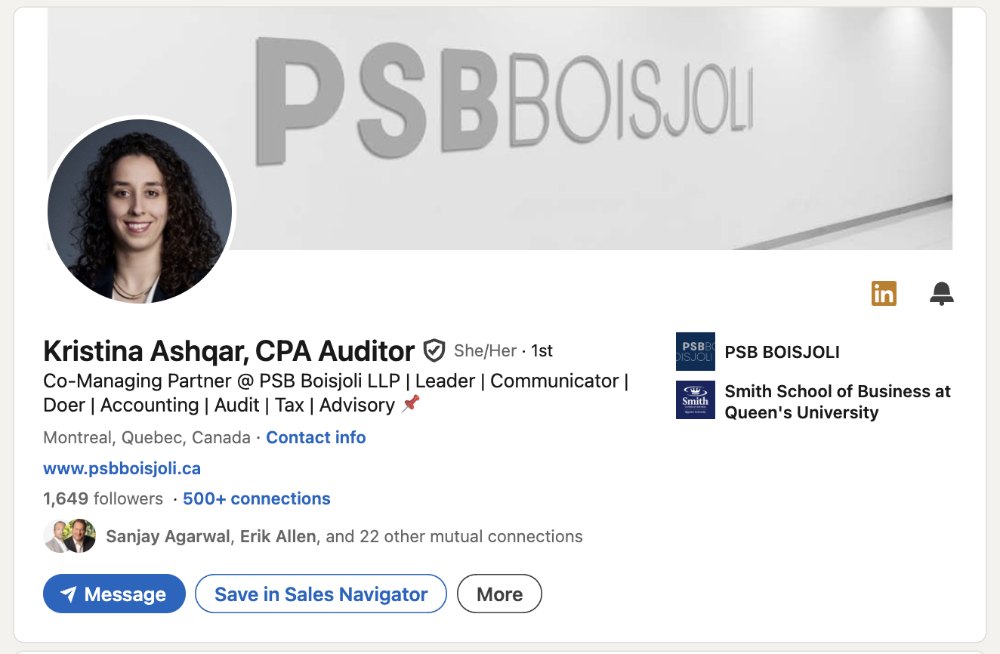 PSBBOISJOLI
in
Kristina Ashqar, CPA Auditor She/Her · 1st
Co-Managing Partner @ PSB Boisjoli LLP | Leader | Communicator |
Doer | Accounting | Audit | Tax | Advisory 📌
Montreal, Quebec, Canada · Contact info
www.psbboisjoli.ca
1,649 followers · 500+ connections
Sanjay Agarwal, Erik Allen, and 22 other mutual connections
Message
Save in Sales Navigator
More
PSBBC
OISJOLI
PSB BOISJOLI
Smith
Smith School of Business at
Queen's University